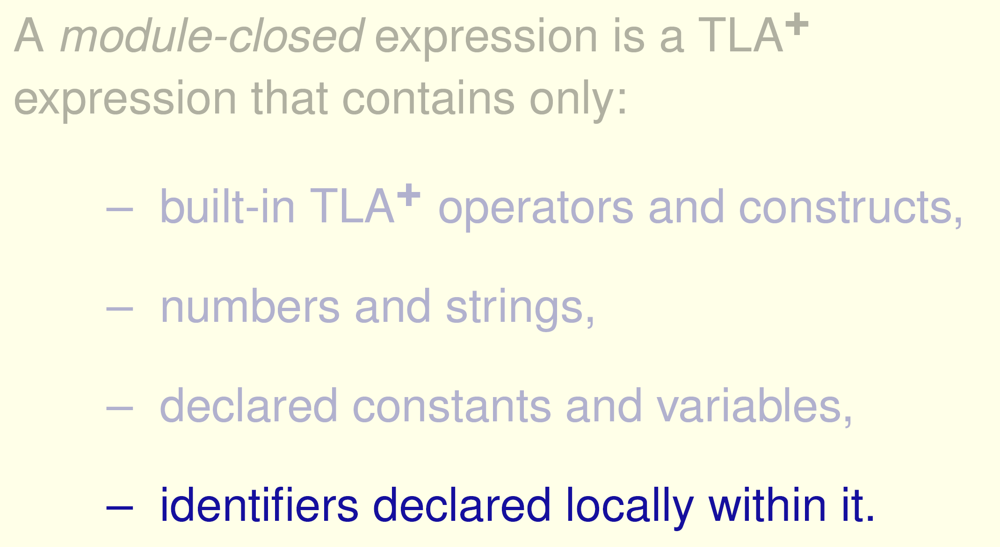 A module-closed expression is a TLA+
expression that contains only:
– built-in TLA+ operators and constructs,
– numbers and strings,
– declared constants and variables,
– identifiers declared locally within it.